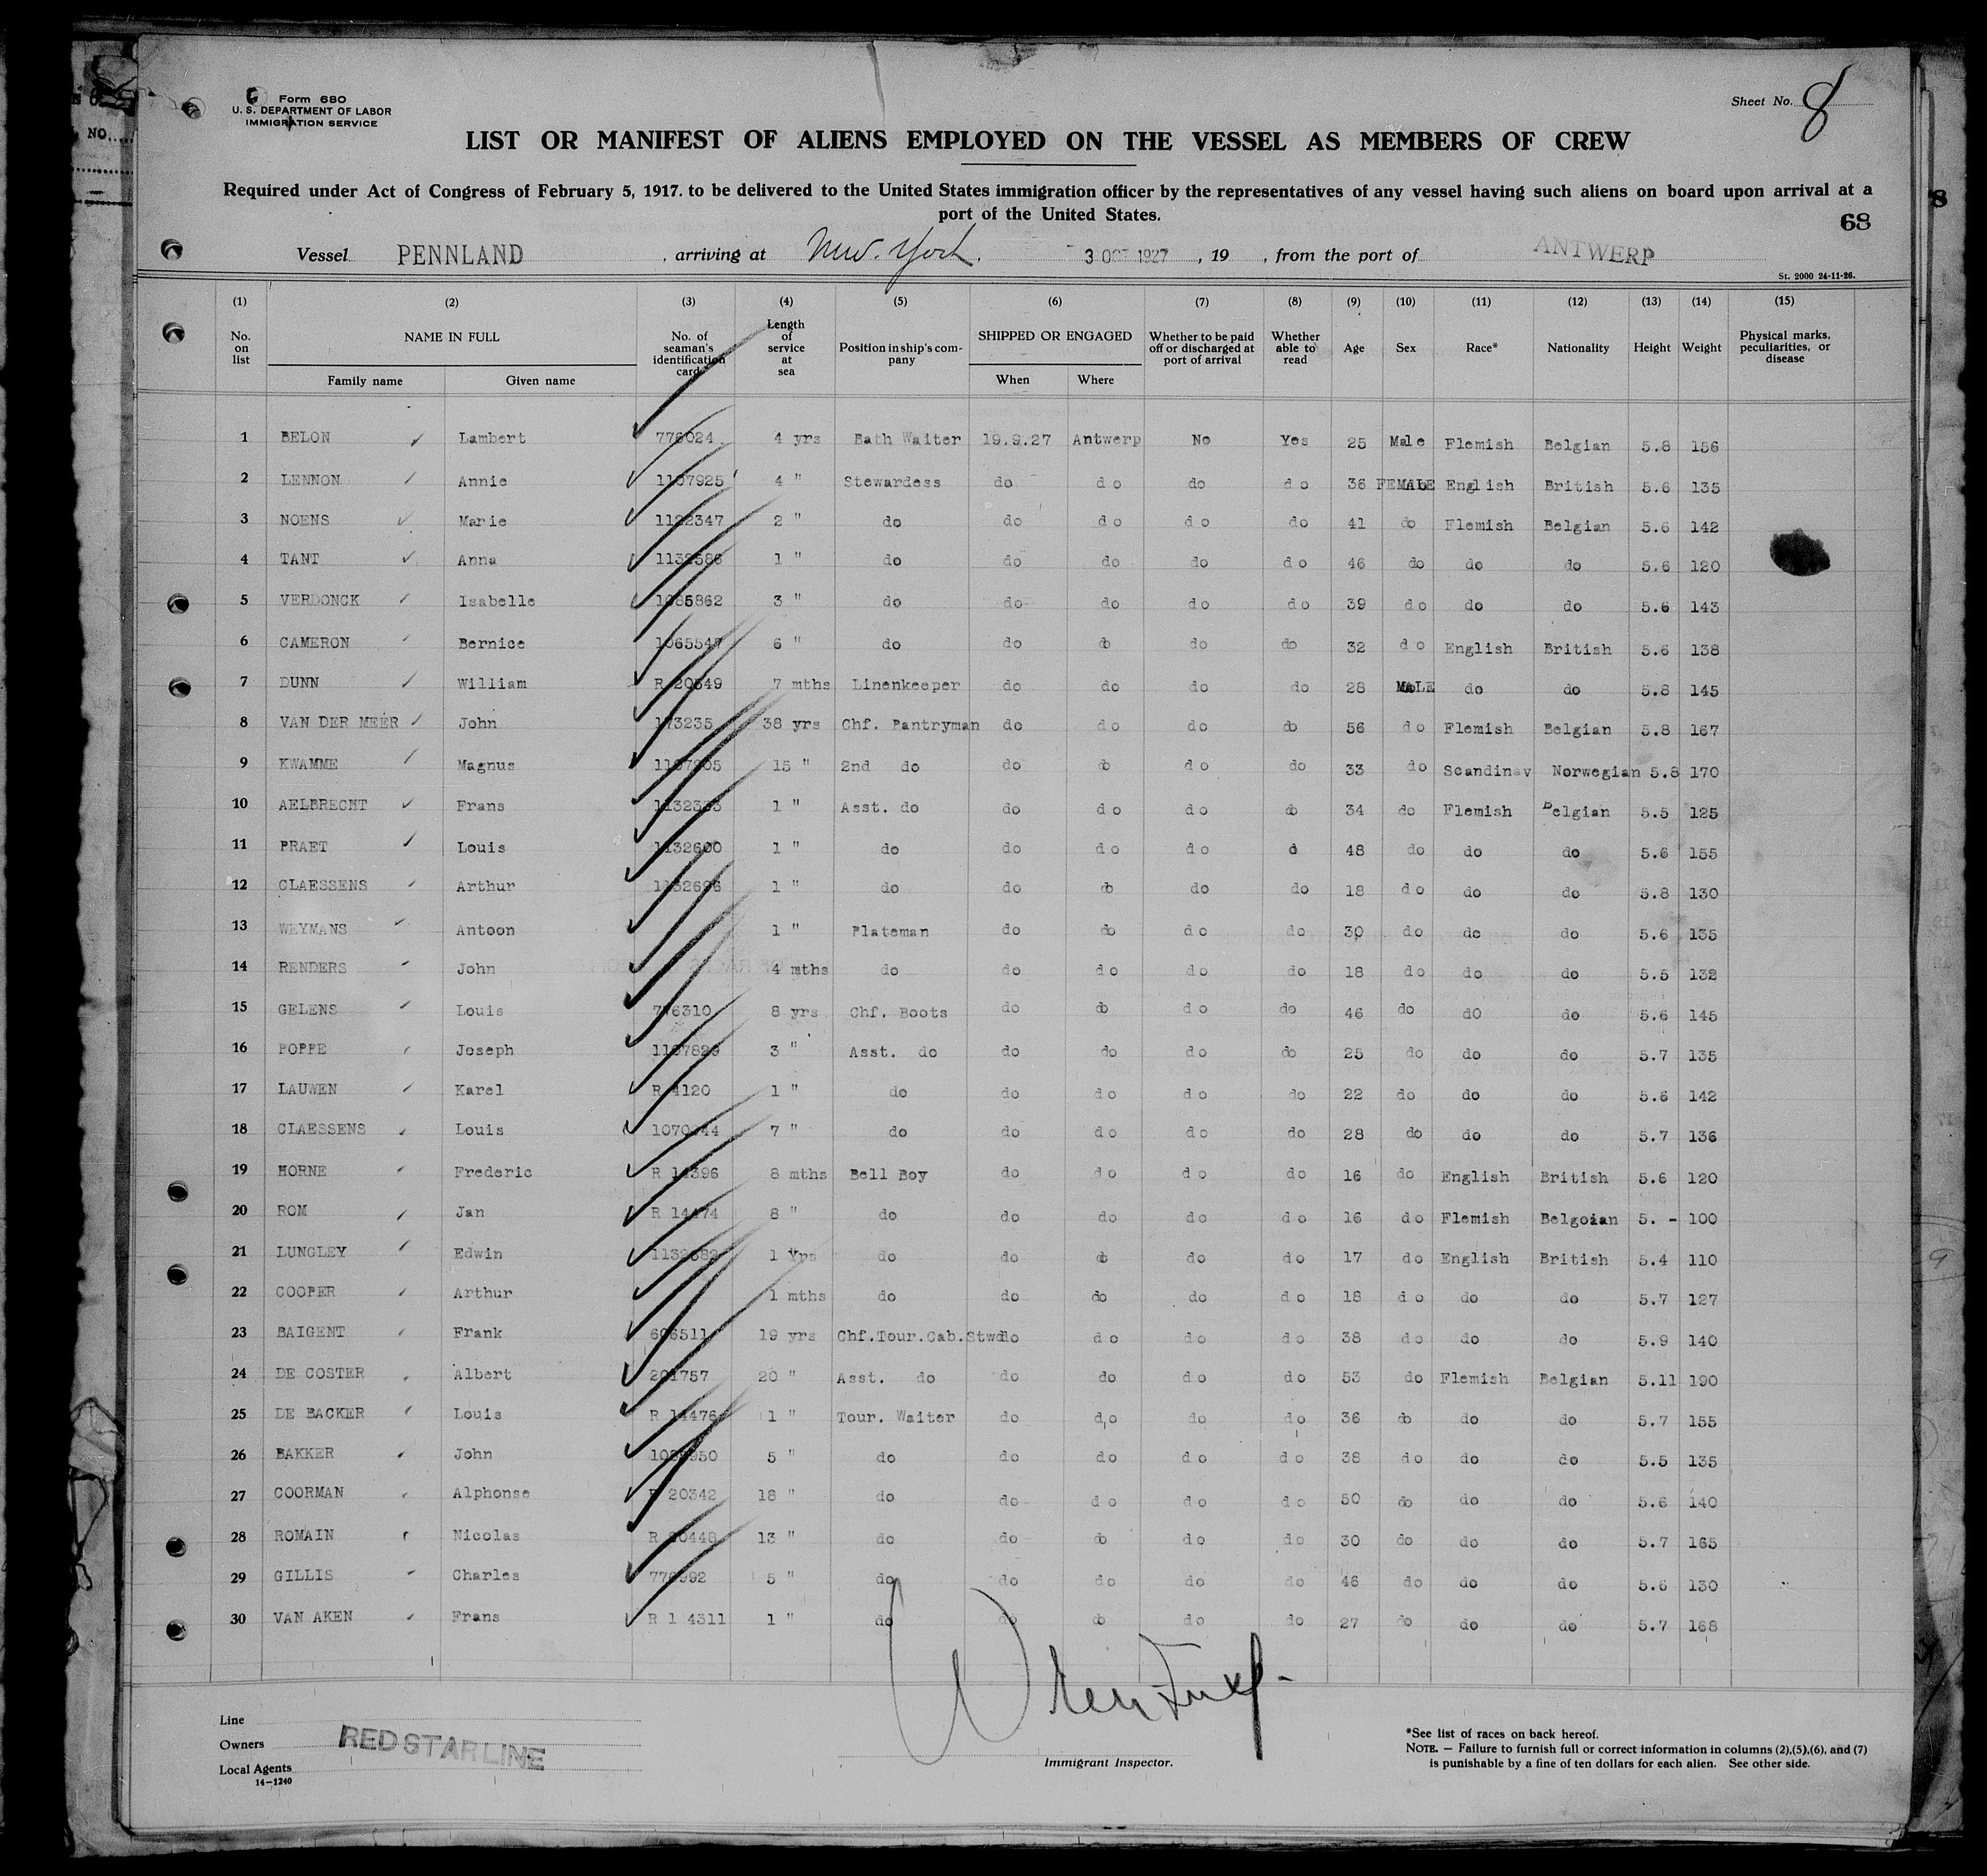 Form 680
U. S. DEPARTMENT OF LABOR
IMMIGRATION SERVICE
Sheet No. 8
LIST OR MANIFEST OF ALIENS EMPLOYED ON THE VESSEL AS MEMBERS OF CREW
Required under Act of Congress of February 5, 1917. to be delivered to the United States immigration officer by the representatives of any vessel having such aliens on board upon arrival at a
port of the United States.
68
Vessel PENNLAND , arriving at New York. 3 OCT 1927 , 19 , from the port of ANTWERP
St. 2000 24-11-26.
(1) (2) (3) (4) (5) (6) (7) (8) (9) (10) (11) (12) (13) (14) (15)
No. on list NAME IN FULL No. of seaman's identification card Length of service at sea Position in ship's company SHIPPED OR ENGAGED Whether to be paid off or discharged at port of arrival Whether able to read Age Sex Race* Nationality Height Weight Physical marks, peculiarities, or disease
Family name Given name When Where
1 BELON Lambert 776024 4 yrs Bath Waiter 19.9.27 Antwerp No Yes 25 Male Flemish Belgian 5.8 156
2 LENNON Annie 1107925 4 " Stewardess do do do do 36 FEMALE English British 5.6 135
3 NOENS Marie 1122347 2 " do do do do do 41 do Flemish Belgian 5.6 142
4 TANT Anna 1132586 1 " do do do do do 46 do do do 5.6 120
5 VERDONCK Isabelle 1085862 3 " do do do do do 39 do do do 5.6 143
6 CAMERON Bernice 1065547 6 " do do do do do 32 do English British 5.6 138
7 DUNN William R 20549 7 mths Linenkeeper do do do do 28 MALE do do 5.8 145
8 VAN DER MEER John 173235 38 yrs Chf. Pantryman do do do do 56 do Flemish Belgian 5.8 167
9 KWAMME Magnus 15 " 2nd do do do do do 33 do Scandinav Norwegian 5.8 170
10 AELBRECHT Frans 1 " Asst. do do do do do 34 do Flemish Belgian 5.5 125
11 PRAET Louis 1132600 1 " do do do do d 48 do do do 5.6 155
12 CLAESSENS Arthur 1132696 1 " do do do do do 18 do do do 5.8 130
13 WEYMANS Antoon 1 " Plateman do do do do 30 do do do 5.6 135
14 RENDERS John 4 mths do do do do do 18 do do do 5.5 132
15 GELENS Louis 776310 8 yrs Chf. Boots do do do do 46 do dO do 5.6 145
16 POPPE Joseph 1107829 3 " Asst. do do do do do 25 do do do 5.7 135
17 LAUWEN Karel R 4120 1 " do do do do do 22 do do do 5.6 142
18 CLAESSENS Louis 7 " do do do do do 28 do do do 5.7 136
19 HORNE Frederic R 14396 8 mths Bell Boy do do do do 16 do English British 5.6 120
20 ROM Jan R 14474 8 " do do do do do 16 do Flemish Belgoian 5. - 100
21 LUNGLEY Edwin 1 Yrs do do do do do 17 do English British 5.4 110
22 COOPER Arthur 1 mths do do do do do 18 do do do 5.7 127
23 BAIGENT Frank 606511 19 yrs Chf.Tour.Cab.Stwd do do do do 38 do do do 5.9 140
24 DE COSTER Albert 201757 20 " Asst. do do do do do 53 do Flemish Belgian 5.11 190
25 DE BACKER Louis R 14476 1 " Tour. Waiter do do do do 36 do do do 5.7 155
26 BAKKER John 5 " do do do do do 38 do do do 5.5 135
27 COORMAN Alphonse R 20342 18 " do do do do do 50 do do do 5.6 140
28 ROMAIN Nicolas R 20448 13 " do do do do do 30 do do do 5.7 165
29 GILLIS Charles 5 " do do do do do 46 do do do 5.6 130
30 VAN AKEN Frans R 1 4311 1 " do do do do do 27 do do do 5.7 168
Line
Owners RED STAR LINE
Local Agents
14-1240
Immigrant Inspector.
*See list of races on back hereof.
NOTE. — Failure to furnish full or correct information in columns (2),(5),(6), and (7)
is punishable by a fine of ten dollars for each alien. See other side.